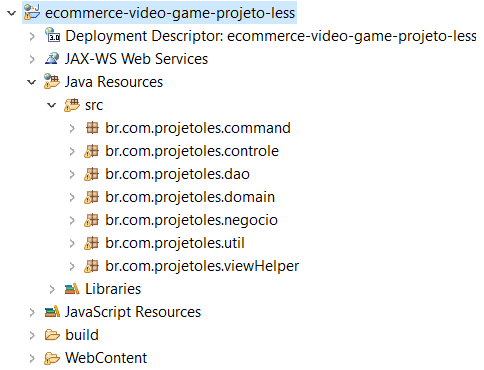 ecommerce-video-game-projeto-less
3.0 Deployment Descriptor: ecommerce-video-game-projeto-less
JAX-WS Web Services
Java Resources
src
br.com.projetoles.command
br.com.projetoles.controle
br.com.projetoles.dao
br.com.projetoles.domain
br.com.projetoles.negocio
br.com.projetoles.util
br.com.projetoles.viewHelper
Libraries
JavaScript Resources
build
WebContent